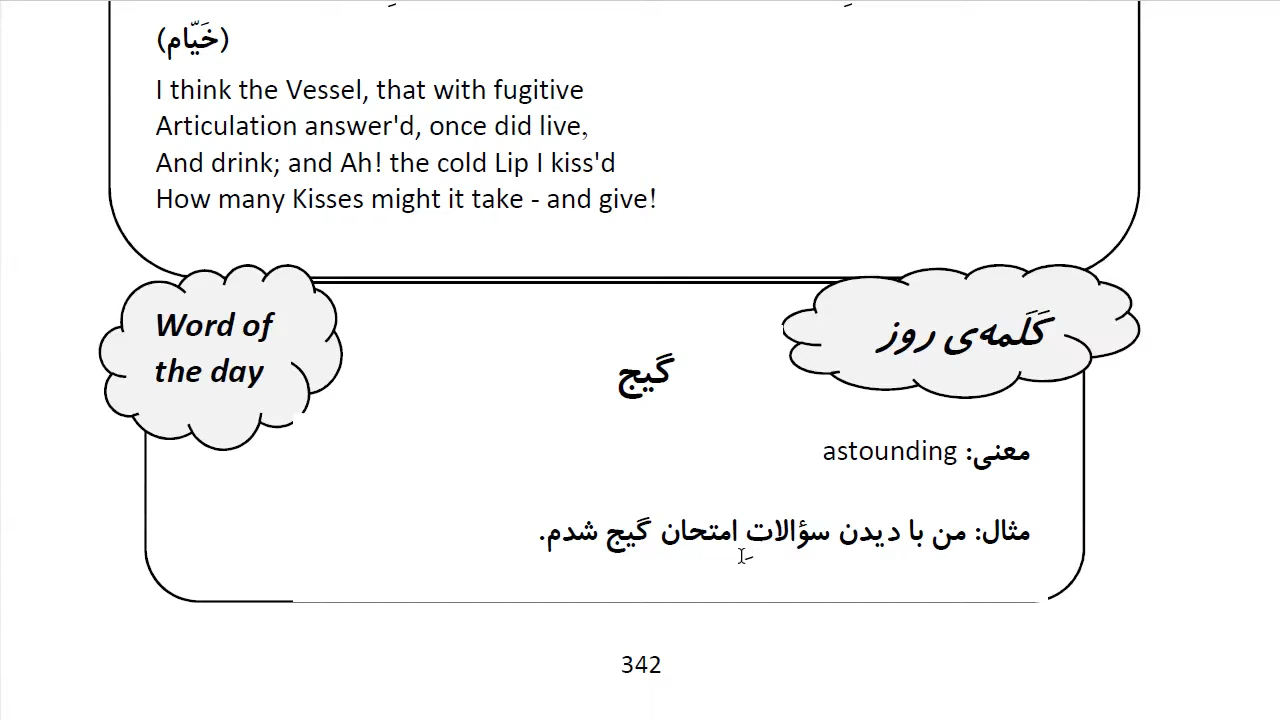 (خَیّام)
I think the Vessel, that with fugitive
Articulation answer'd, once did live,
And drink; and Ah! the cold Lip I kiss'd
How many Kisses might it take - and give!
Word of
the day
کَلَمه‌ی روز
گیج
معنی: astounding
مثال: من با دیدن سؤالات امتحان گیج شدم.
342